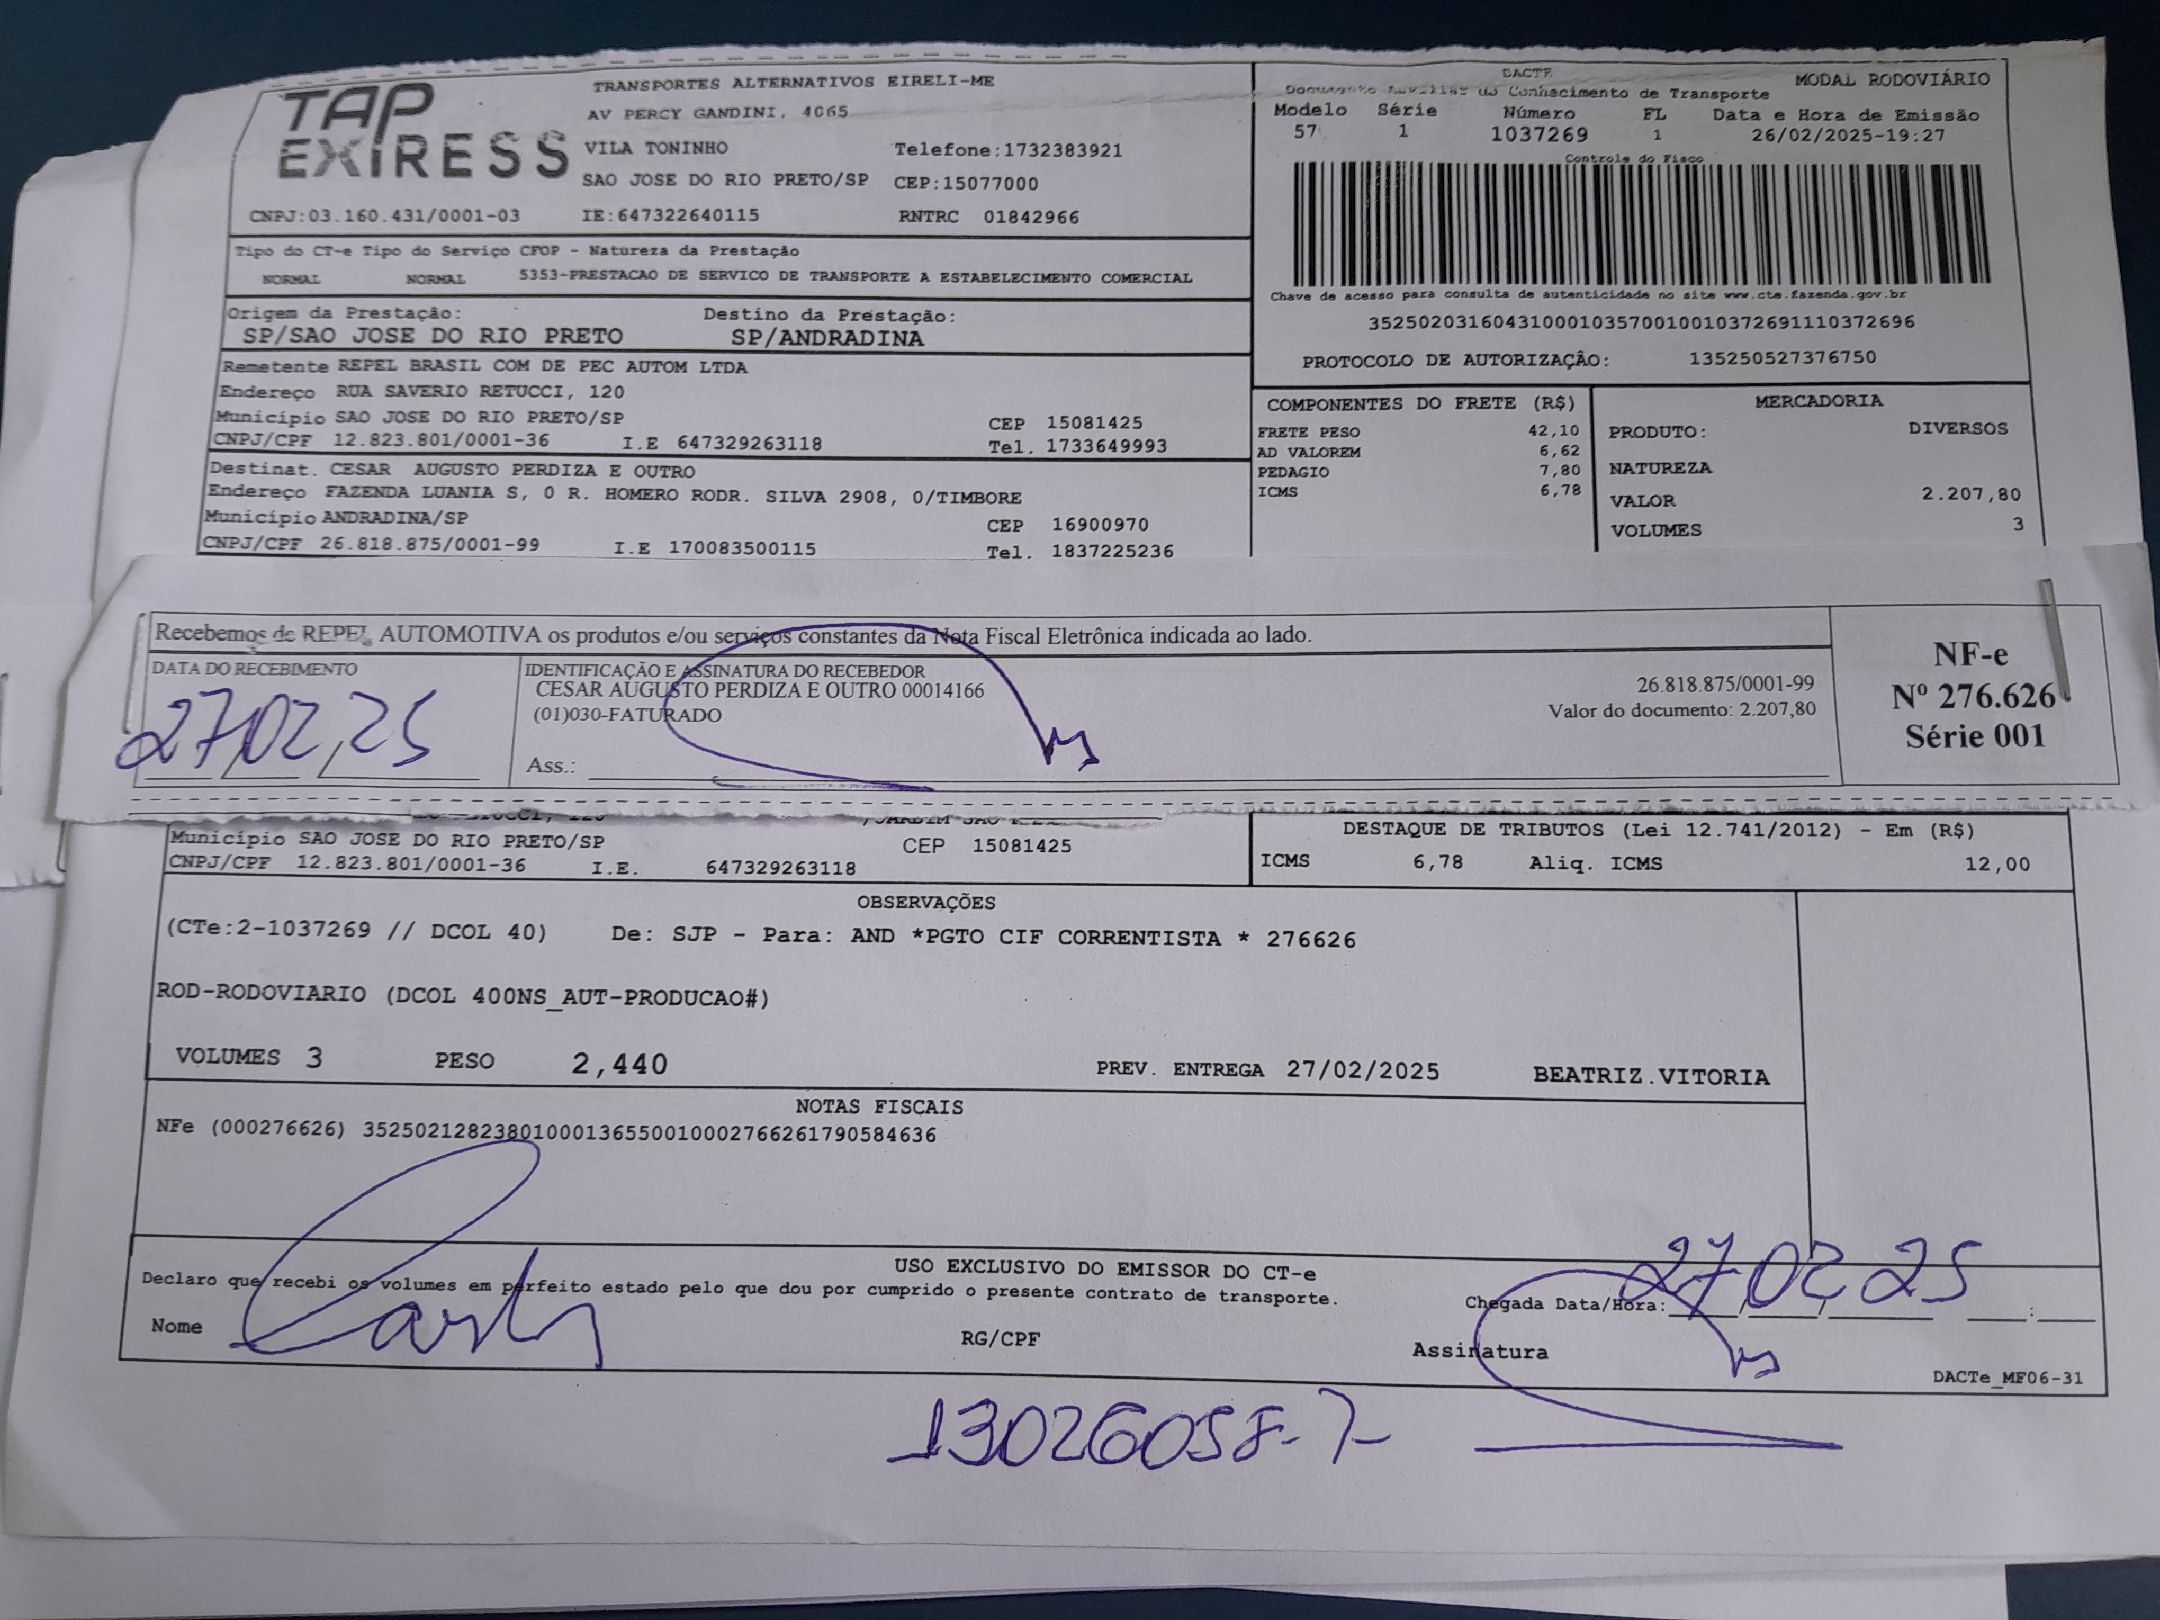 TAP
EXPRESS
TRANSPORTES ALTERNATIVOS EIRELI-ME
AV PERCY GANDINI, 4065
VILA TONINHO Telefone:1732383921
SAO JOSE DO RIO PRETO/SP CEP:15077000
CNPJ:03.160.431/0001-03 IE:647322640115 RNTRC 01842966
DACTE MODAL RODOVIÁRIO
Documento Auxiliar do Conhecimento de Transporte
Modelo Série Número FL Data e Hora de Emissão
57 1 1037269 1 26/02/2025-19:27
Controle do Fisco
Chave de acesso para consulta de autenticidade no site www.cte.fazenda.gov.br
35250203160431000103570010010372691110372696
PROTOCOLO DE AUTORIZAÇÃO: 135250527376750
Tipo do CT-e Tipo do Serviço CFOP - Natureza da Prestação
NORMAL NORMAL 5353-PRESTACAO DE SERVICO DE TRANSPORTE A ESTABELECIMENTO COMERCIAL
Origem da Prestação: Destino da Prestação:
SP/SAO JOSE DO RIO PRETO SP/ANDRADINA
Remetente REPEL BRASIL COM DE PEC AUTOM LTDA
Endereço RUA SAVERIO RETUCCI, 120
Município SAO JOSE DO RIO PRETO/SP CEP 15081425
CNPJ/CPF 12.823.801/0001-36 I.E 647329263118 Tel. 1733649993
Destinat. CESAR AUGUSTO PERDIZA E OUTRO
Endereço FAZENDA LUANIA S, 0 R. HOMERO RODR. SILVA 2908, 0/TIMBORE
Município ANDRADINA/SP CEP 16900970
CNPJ/CPF 26.818.875/0001-99 I.E 170083500115 Tel. 1837225236
COMPONENTES DO FRETE (R$)
FRETE PESO 42,10
AD VALOREM 6,62
PEDAGIO 7,80
ICMS 6,78
MERCADORIA
PRODUTO: DIVERSOS
NATUREZA
VALOR 2.207,80
VOLUMES 3
Recebemos de REPEL AUTOMOTIVA os produtos e/ou serviços constantes da Nota Fiscal Eletrônica indicada ao lado.
DATA DO RECEBIMENTO
27/02/25
IDENTIFICAÇÃO E ASSINATURA DO RECEBEDOR
CESAR AUGUSTO PERDIZA E OUTRO 00014166 26.818.875/0001-99
(01)030-FATURADO Valor do documento: 2.207,80
Ass.:
NF-e
Nº 276.626
Série 001
Município SAO JOSE DO RIO PRETO/SP CEP 15081425
CNPJ/CPF 12.823.801/0001-36 I.E. 647329263118
DESTAQUE DE TRIBUTOS (Lei 12.741/2012) - Em (R$)
ICMS 6,78 Aliq. ICMS 12,00
OBSERVAÇÕES
(CTe:2-1037269 // DCOL 40) De: SJP - Para: AND *PGTO CIF CORRENTISTA * 276626
ROD-RODOVIARIO (DCOL 400NS_AUT-PRODUCAO#)
VOLUMES 3 PESO 2,440 PREV. ENTREGA 27/02/2025 BEATRIZ.VITORIA
NOTAS FISCAIS
NFe (000276626) 35250212823801000136550010002766261790584636
USO EXCLUSIVO DO EMISSOR DO CT-e
Declaro que recebi os volumes em perfeito estado pelo que dou por cumprido o presente contrato de transporte.
Chegada Data/Hora: 27/02/25 :
Nome RG/CPF Assinatura
DACTe_MF06-31